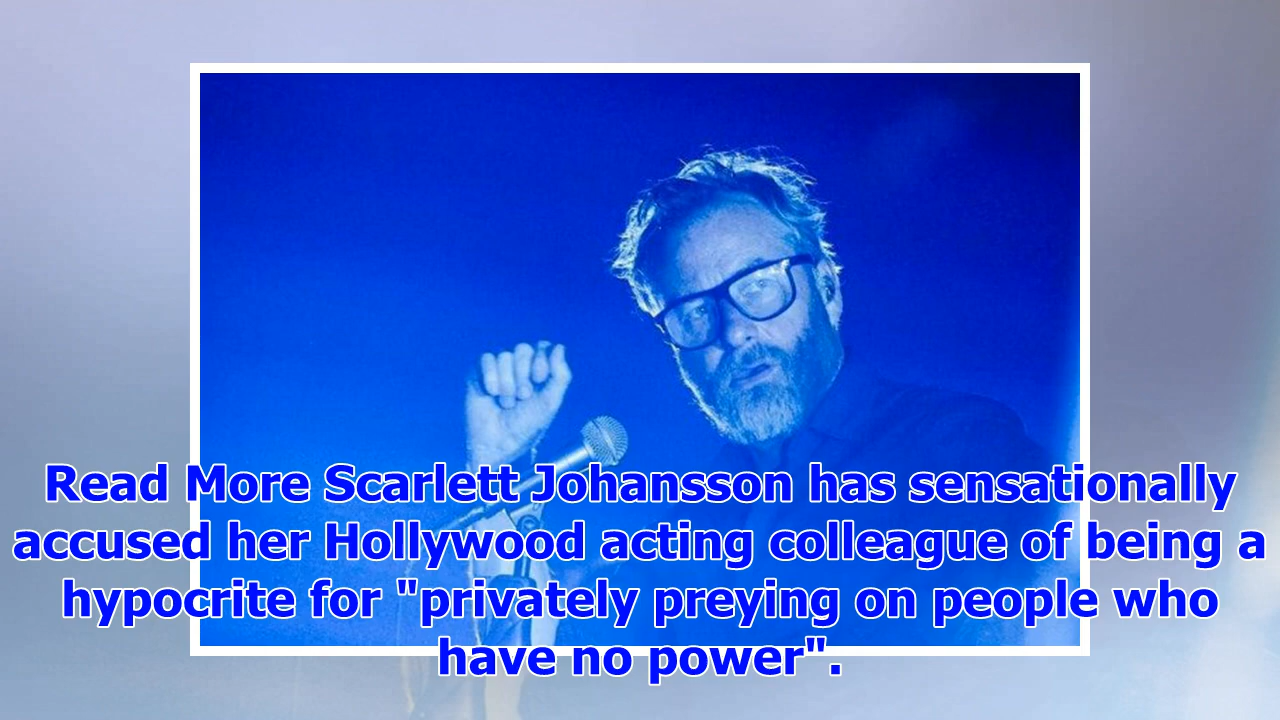 Read More Scarlett Johansson has sensationally
accused her Hollywood acting colleague of being a
hypocrite for "privately preying on people who
have no power".